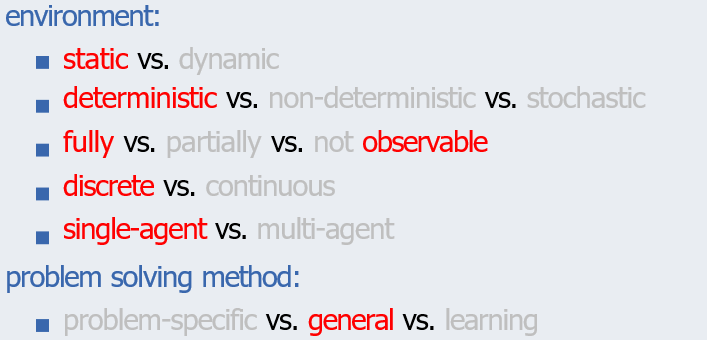 environment:
static vs. dynamic
deterministic vs. non-deterministic vs. stochastic
fully vs. partially vs. not observable
discrete vs. continuous
single-agent vs. multi-agent
problem solving method:
problem-specific vs. general vs. learning